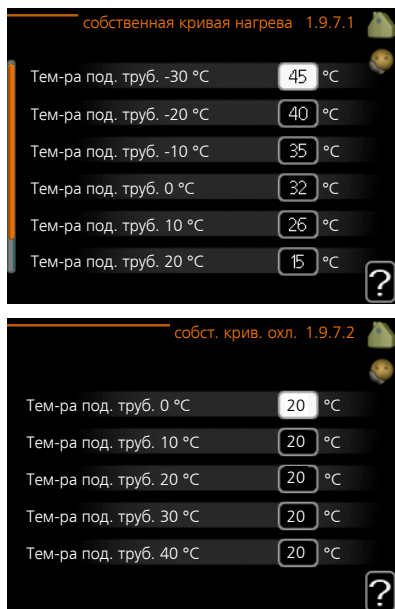 собственная кривая нагрева 1.9.7.1
Тем-ра под. труб. -30 °C 45 °C
Тем-ра под. труб. -20 °C 40 °C
Тем-ра под. труб. -10 °C 35 °C
Тем-ра под. труб. 0 °C 32 °C
Тем-ра под. труб. 10 °C 26 °C
Тем-ра под. труб. 20 °C 15 °C
?
собст. крив. охл. 1.9.7.2
Тем-ра под. труб. 0 °C 20 °C
Тем-ра под. труб. 10 °C 20 °C
Тем-ра под. труб. 20 °C 20 °C
Тем-ра под. труб. 30 °C 20 °C
Тем-ра под. труб. 40 °C 20 °C
?